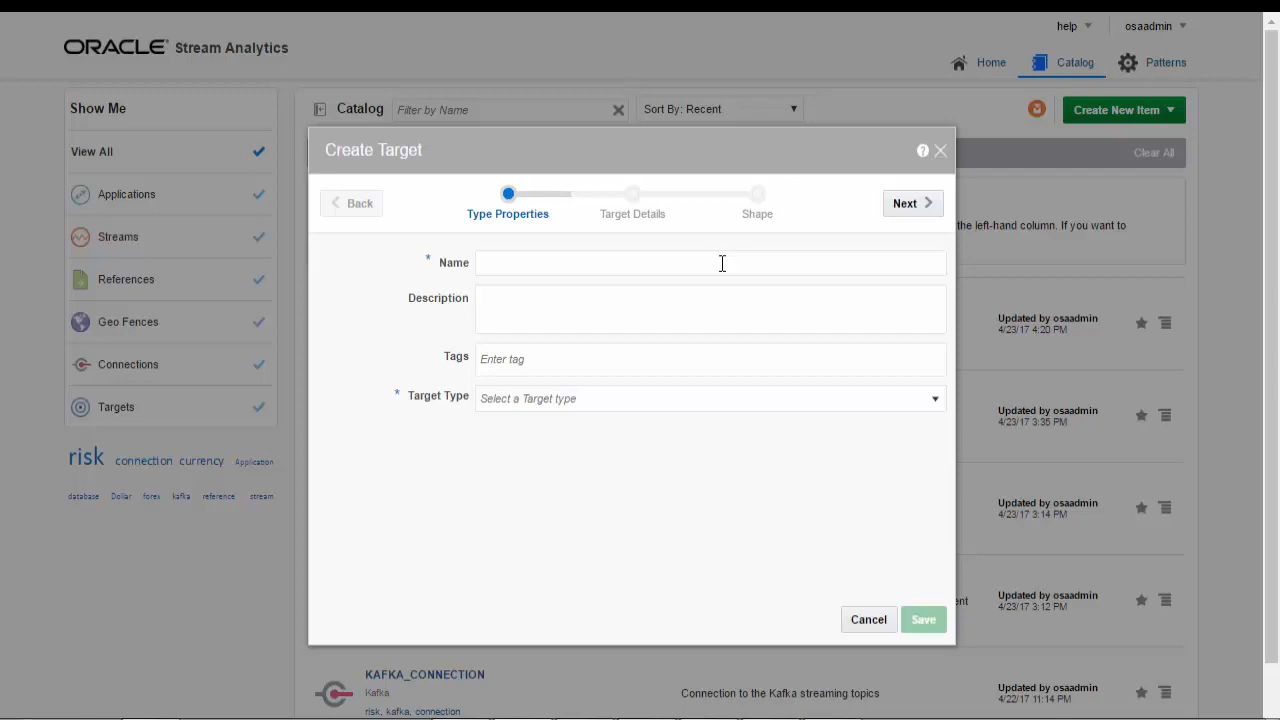 help
osaadmin
ORACLE® Stream Analytics
Home
Catalog
Patterns
Show Me
View All
Applications
Streams
References
Geo Fences
Connections
Targets
risk connection currency Application
database Dollar forex kafka reference stream
Catalog
Filter by Name
Sort By: Recent
Create New Item
Clear All
the left-hand column. If you want to
Create Target
?
Back
Type Properties
Target Details
Shape
Next
* Name
Description
Tags
Enter tag
* Target Type
Select a Target type
Cancel
Save
Updated by osaadmin
4/23/17 4:20 PM
Updated by osaadmin
4/23/17 3:35 PM
Updated by osaadmin
4/23/17 3:14 PM
ent
Updated by osaadmin
4/23/17 3:12 PM
KAFKA_CONNECTION
Kafka
risk, kafka, connection
Connection to the Kafka streaming topics
Updated by osaadmin
4/22/17 11:14 PM